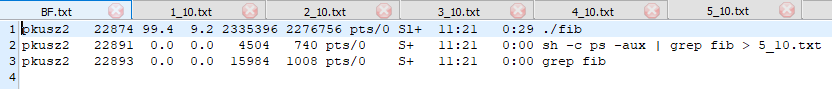 BF.txt 1_10.txt 2_10.txt 3_10.txt 4_10.txt 5_10.txt
1 pkusz2 22874 99.4 9.2 2335396 2276756 pts/0 Sl+ 11:21 0:29 ./fib
2 pkusz2 22891 0.0 0.0 4504 740 pts/0 S+ 11:21 0:00 sh -c ps -aux | grep fib > 5_10.txt
3 pkusz2 22893 0.0 0.0 15984 1008 pts/0 S+ 11:21 0:00 grep fib
4